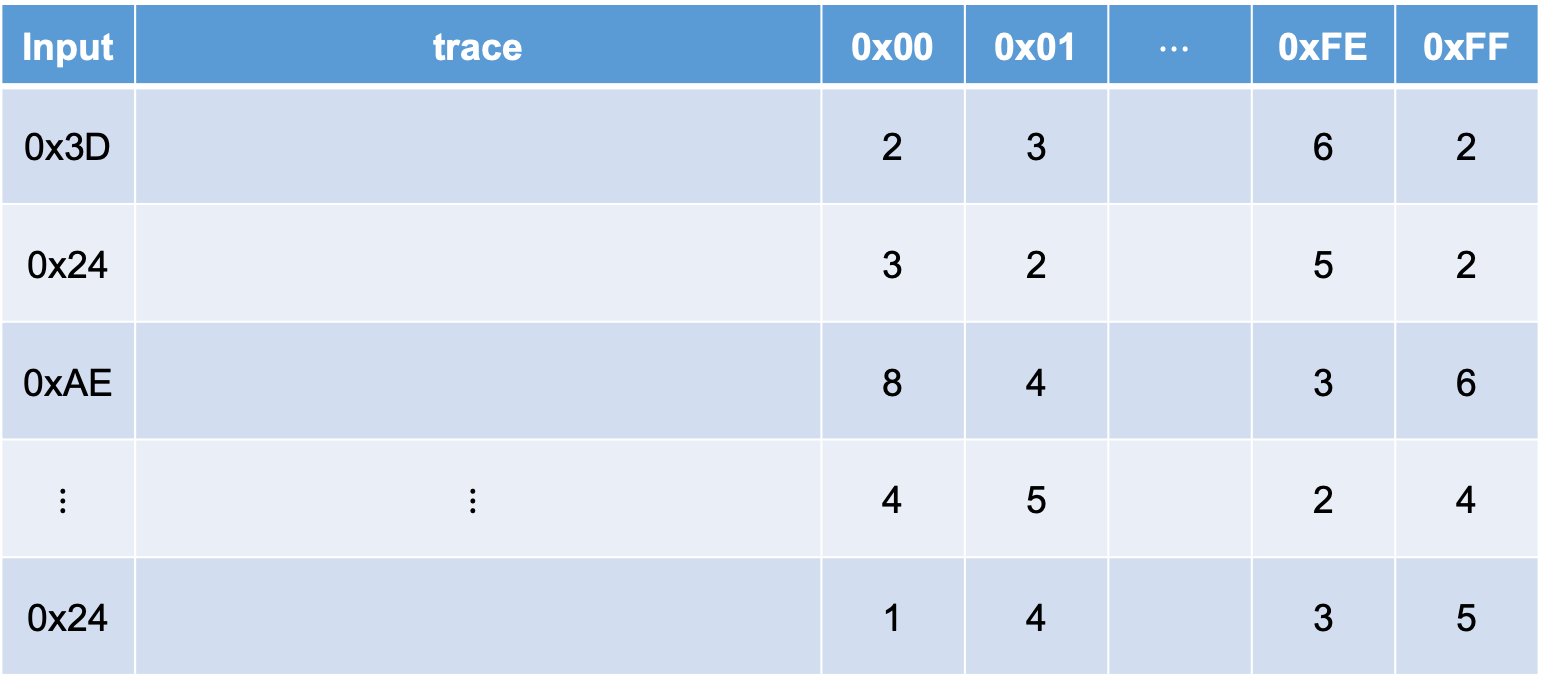 Input trace 0x00 0x01 ... 0xFE 0xFF
0x3D 2 3 6 2
0x24 3 2 5 2
0xAE 8 4 3 6
⋮ ⋮ 4 5 2 4
0x24 1 4 3 5